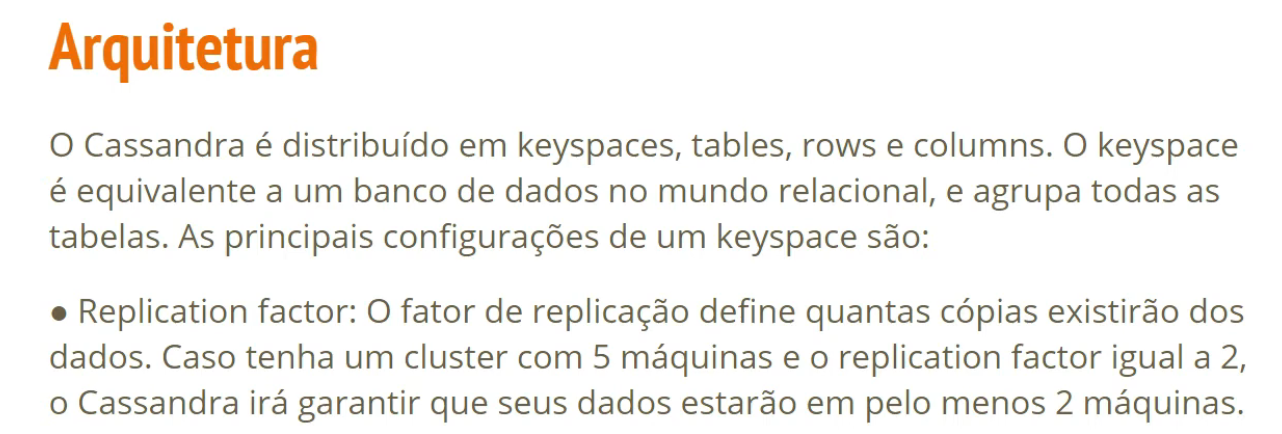 Arquitetura
O Cassandra é distribuído em keyspaces, tables, rows e columns. O keyspace
é equivalente a um banco de dados no mundo relacional, e agrupa todas as
tabelas. As principais configurações de um keyspace são:
● Replication factor: O fator de replicação define quantas cópias existirão dos
dados. Caso tenha um cluster com 5 máquinas e o replication factor igual a 2,
o Cassandra irá garantir que seus dados estarão em pelo menos 2 máquinas.